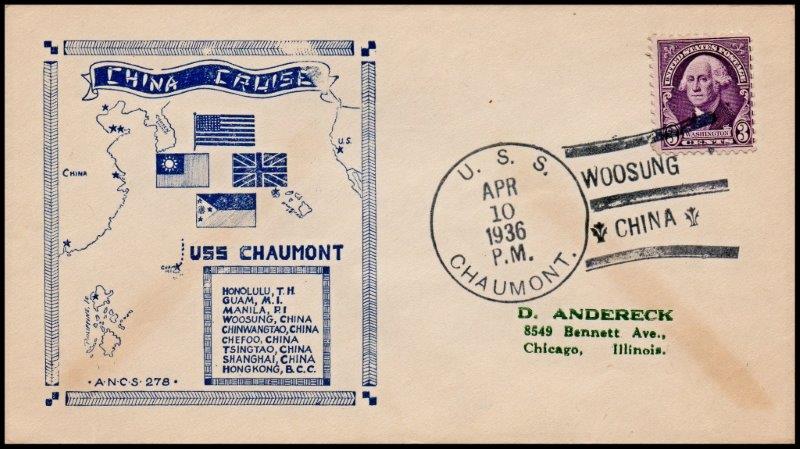 CHINA CRUISE
U.S.
CHINA
GUAM
USS CHAUMONT
HONOLULU, T.H
GUAM, M.I.
MANILA, P.I
WOOSUNG, CHINA
CHINWANGTAO, CHINA
CHEFOO, CHINA
TSINGTAO, CHINA
SHANGHAI, CHINA
HONGKONG, B.C.C.
·A·N·C·S·278·
UNITED STATES POSTAGE
WASHINGTON
3 CENTS 3
U. S. S.
APR
10
1936
P.M.
CHAUMONT.
WOOSUNG
CHINA
D. ANDERECK
8549 Bennett Ave.,
Chicago, Illinois.